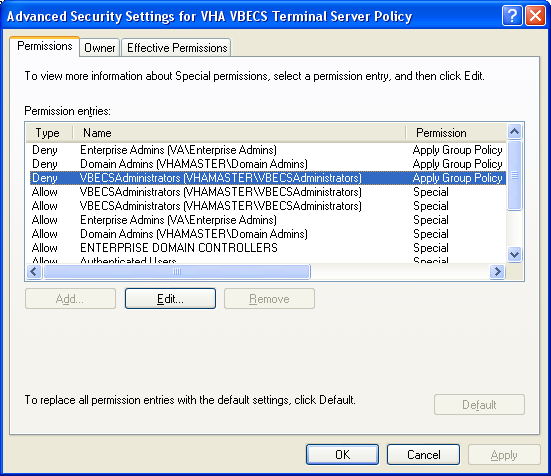 Advanced Security Settings for VHA VBECS Terminal Server Policy
Permissions Owner Effective Permissions
To view more information about Special permissions, select a permission entry, and then click Edit.
Permission entries:
Type Name Permission
Deny Enterprise Admins (VA\Enterprise Admins) Apply Group Policy
Deny Domain Admins (VHAMASTER\Domain Admins) Apply Group Policy
Deny VBECSAdministrators (VHAMASTER\VBECSAdministrators) Apply Group Policy
Allow VBECSAdministrators (VHAMASTER\VBECSAdministrators) Special
Allow VBECSAdministrators (VHAMASTER\VBECSAdministrators) Special
Allow Enterprise Admins (VA\Enterprise Admins) Special
Allow Domain Admins (VHAMASTER\Domain Admins) Special
Allow ENTERPRISE DOMAIN CONTROLLERS Special
Allow Authenticated Users Special
Add... Edit... Remove
To replace all permission entries with the default settings, click Default.
Default
OK Cancel Apply